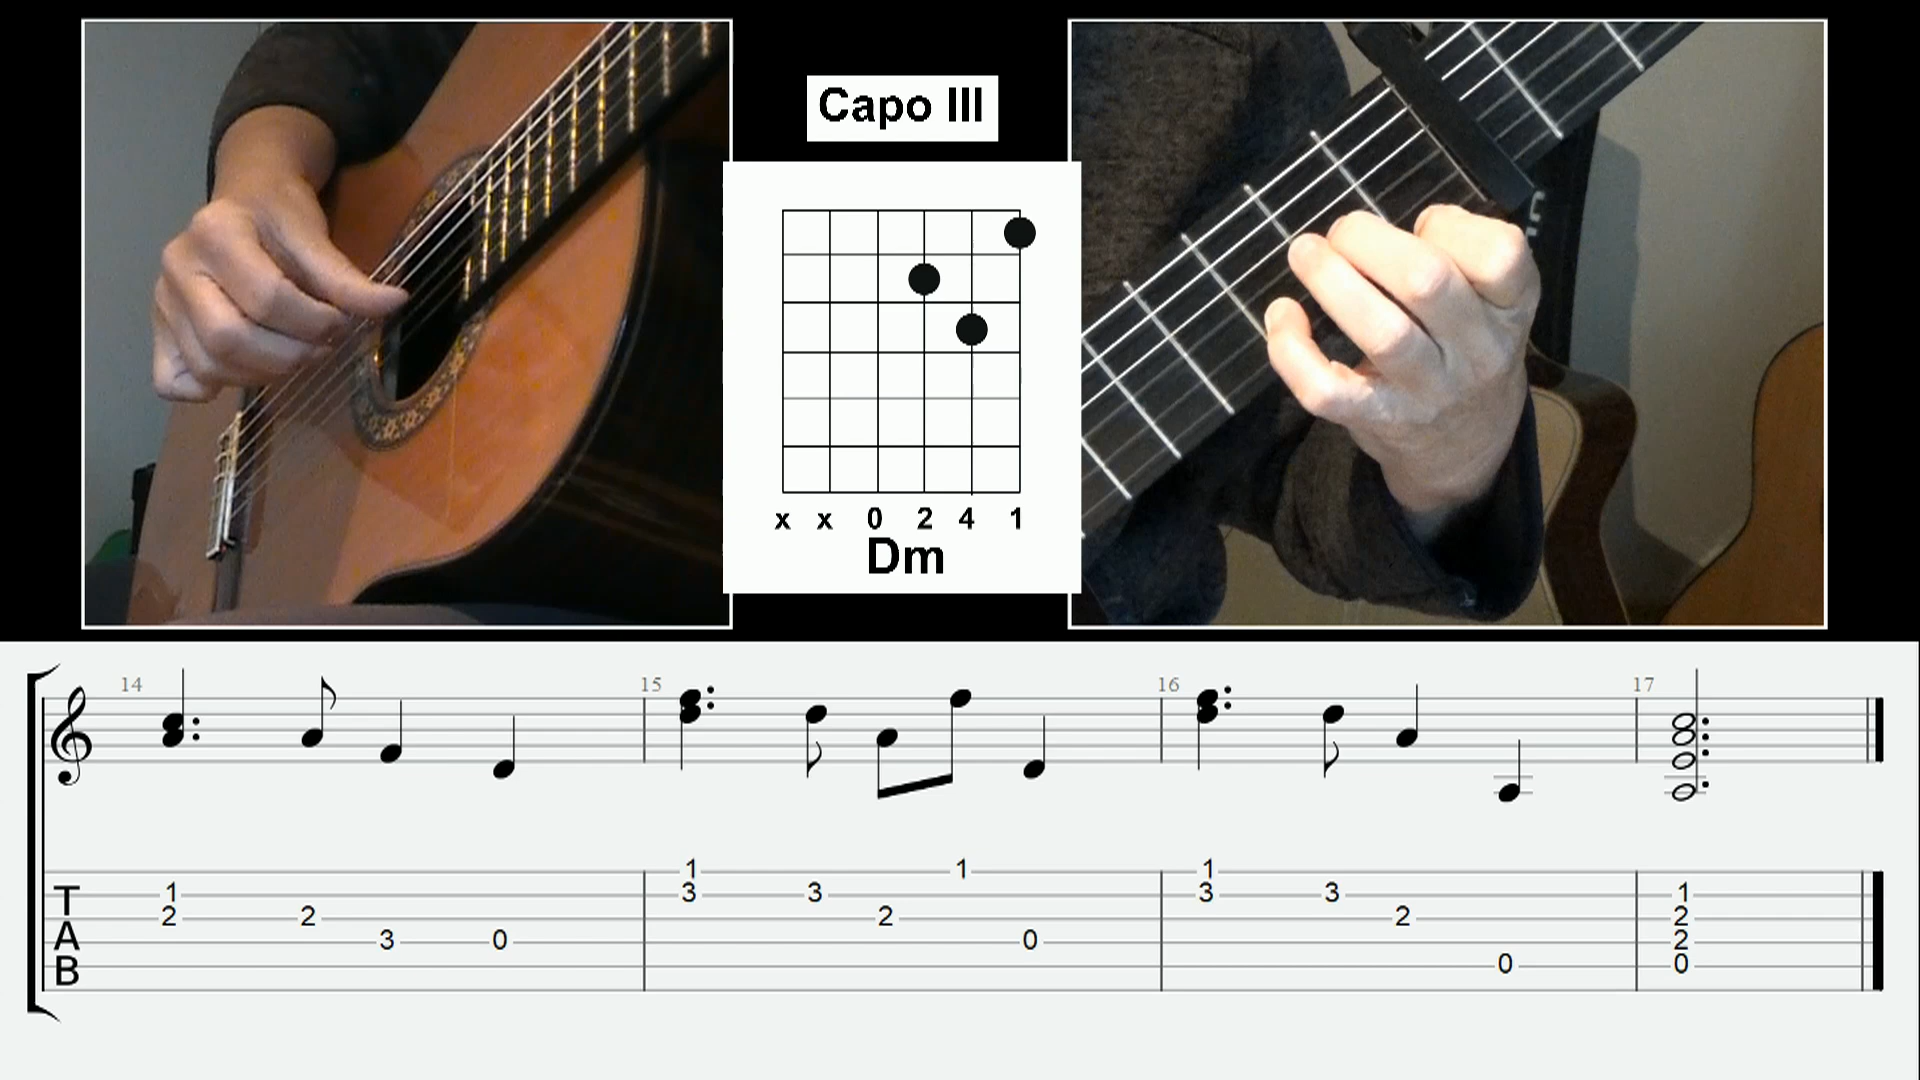 Capo III
x x 0 2 4 1
Dm
14 15 16 17
1 1 1
1 3 3 3 3 1
2 2 2 2 2
3 0 0 2
0 0
T
A
B